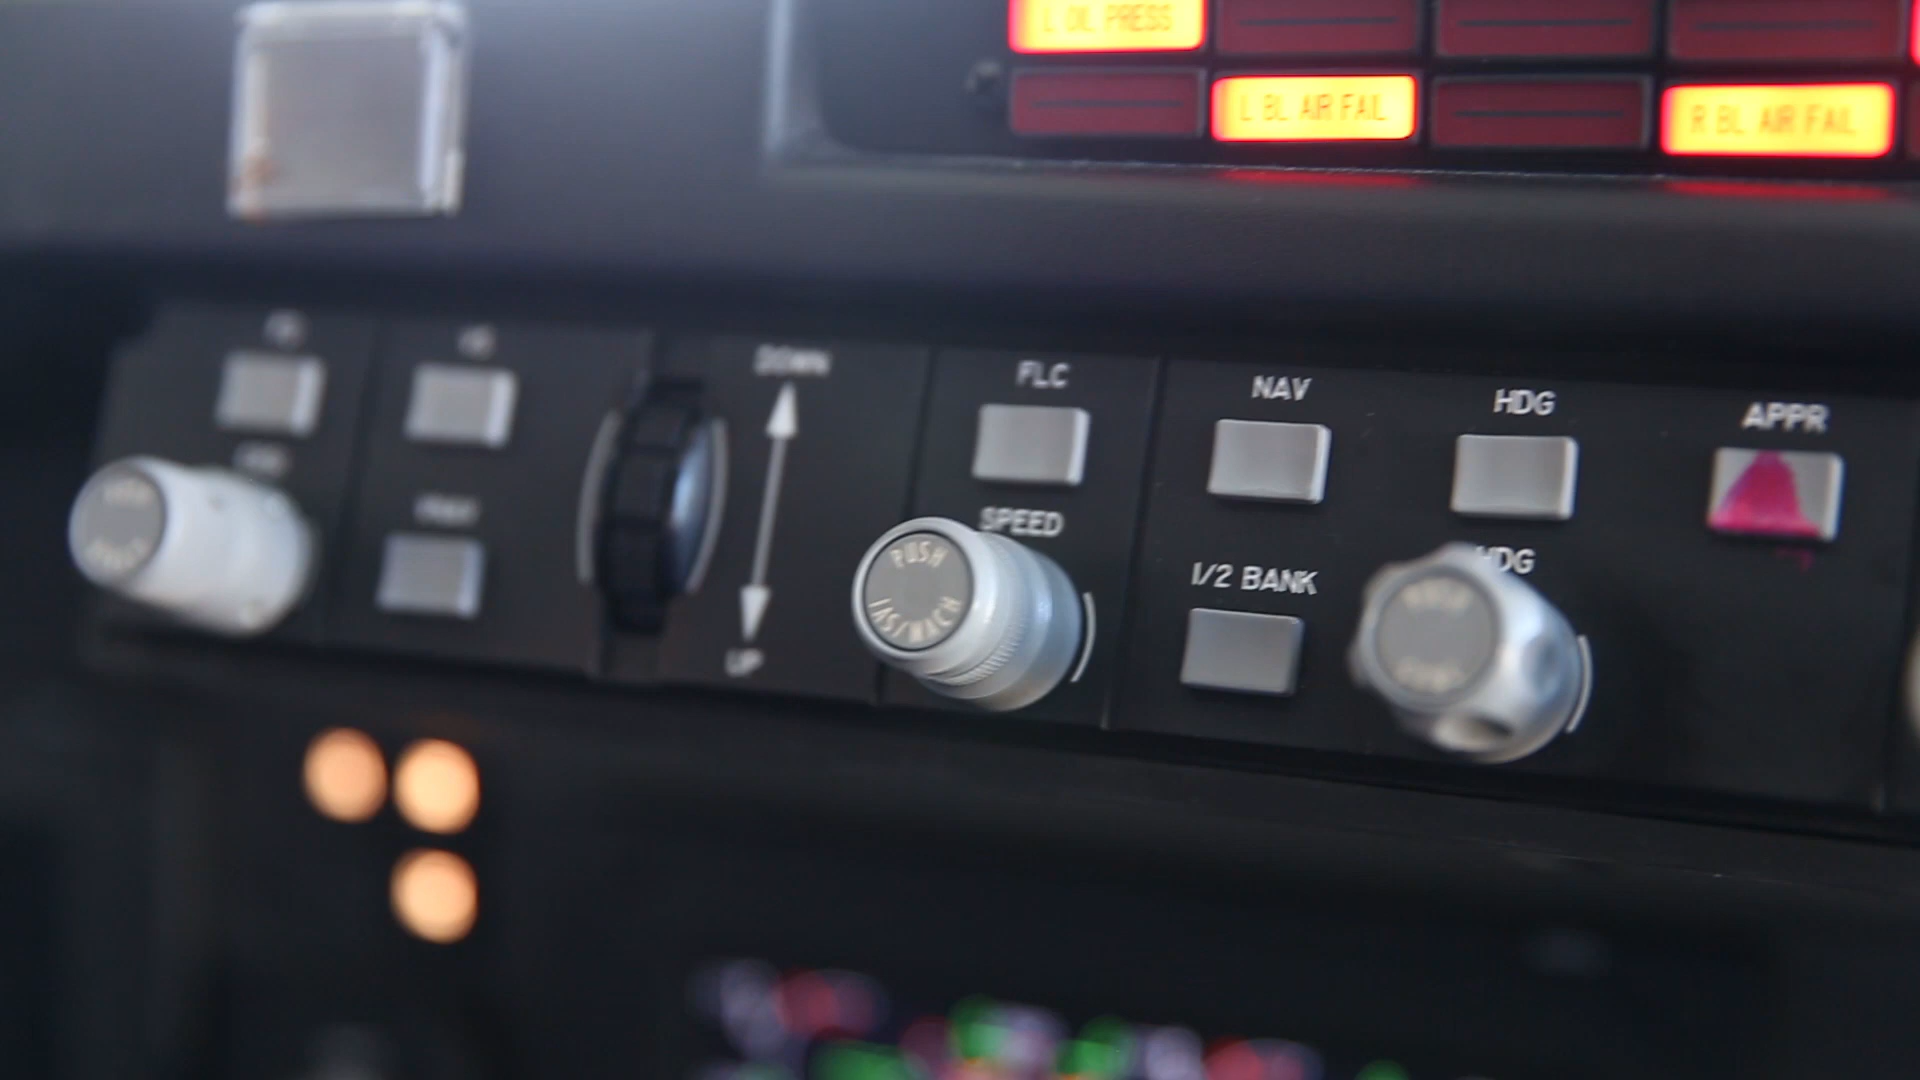 L OIL PRESS
L BL AIR FAIL
R BL AIR FAIL
DOWN
FLC
NAV
HDG
APPR
SPEED
HDG
PUSH
IAS/MACH
1/2 BANK
UP